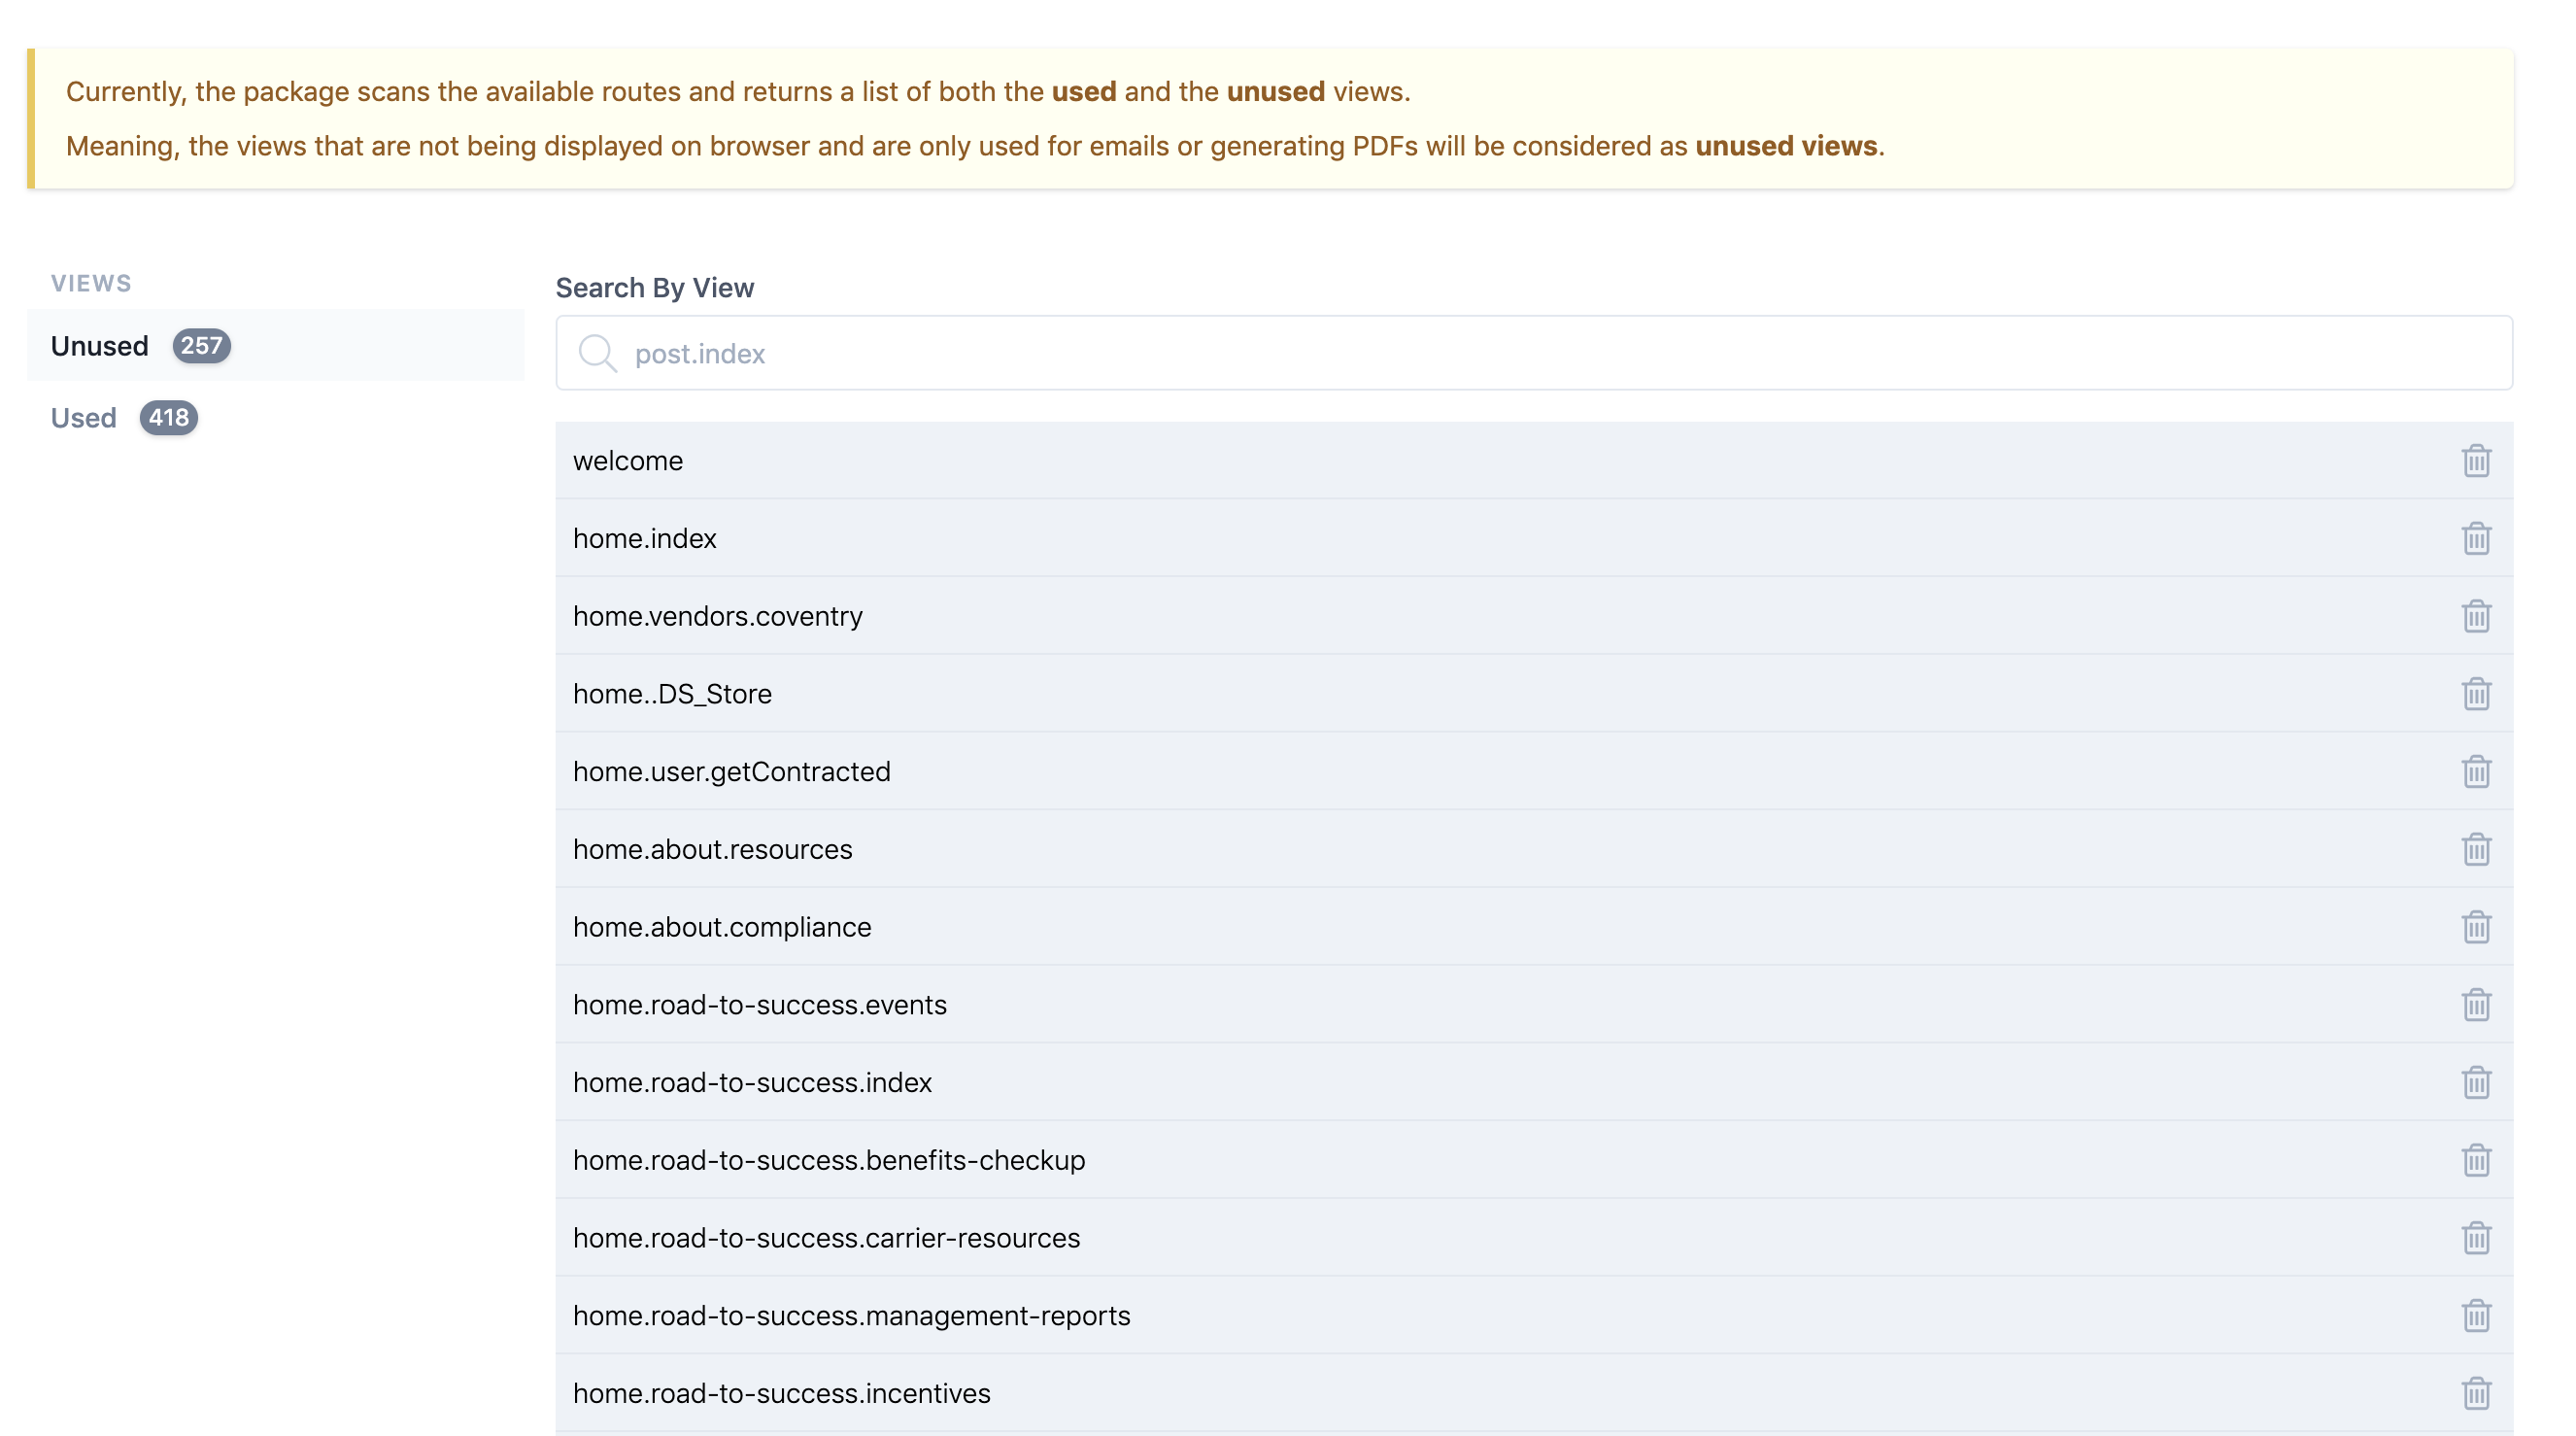 Currently, the package scans the available routes and returns a list of both the used and the unused views.
Meaning, the views that are not being displayed on browser and are only used for emails or generating PDFs will be considered as unused views.
VIEWS
Unused 257
Used 418
Search By View
post.index
welcome
home.index
home.vendors.coventry
home..DS_Store
home.user.getContracted
home.about.resources
home.about.compliance
home.road-to-success.events
home.road-to-success.index
home.road-to-success.benefits-checkup
home.road-to-success.carrier-resources
home.road-to-success.management-reports
home.road-to-success.incentives